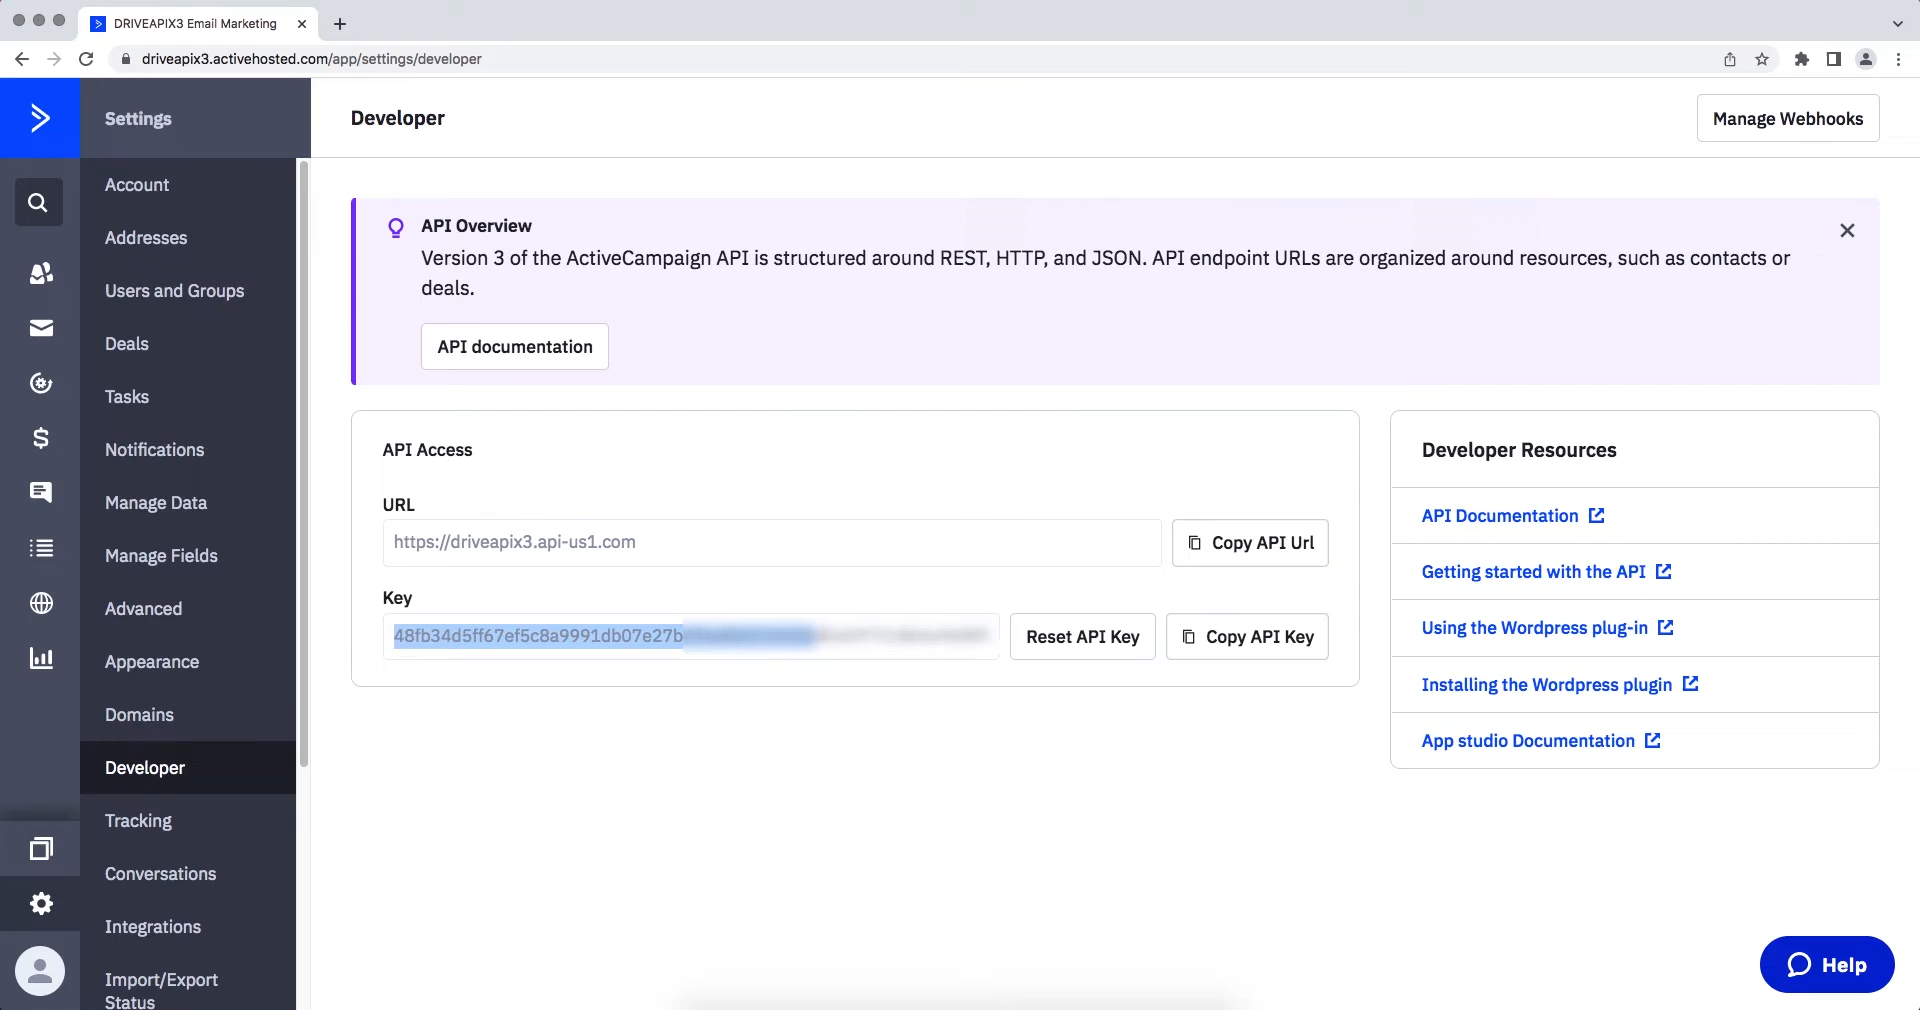 DRIVEAPIX3 Email Marketing
driveapix3.activehosted.com/app/settings/developer
Settings
Account
Addresses
Users and Groups
Deals
Tasks
Notifications
Manage Data
Manage Fields
Advanced
Appearance
Domains
Developer
Tracking
Conversations
Integrations
Import/Export
Status
Developer
Manage Webhooks
API Overview
Version 3 of the ActiveCampaign API is structured around REST, HTTP, and JSON. API endpoint URLs are organized around resources, such as contacts or
deals.
API documentation
API Access
URL
https://driveapix3.api-us1.com
Copy API Url
Key
48fb34d5ff67ef5c8a9991db07e27b
Reset API Key
Copy API Key
Developer Resources
API Documentation
Getting started with the API
Using the Wordpress plug-in
Installing the Wordpress plugin
App studio Documentation
Help